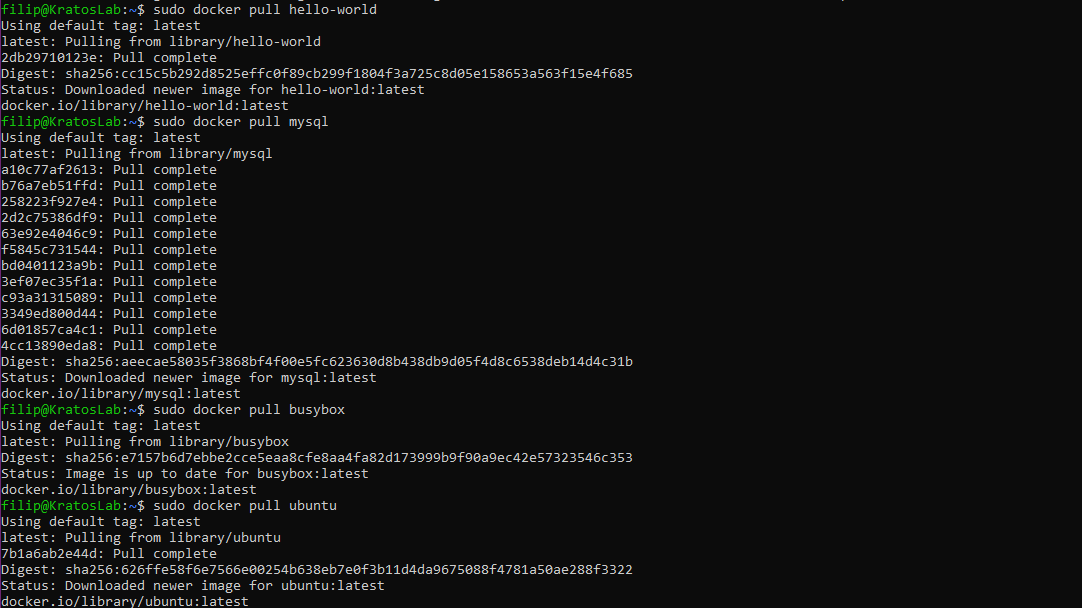 filip@KratosLab:~$ sudo docker pull hello-world
Using default tag: latest
latest: Pulling from library/hello-world
2db29710123e: Pull complete
Digest: sha256:cc15c5b292d8525effc0f89cb299f1804f3a725c8d05e158653a563f15e4f685
Status: Downloaded newer image for hello-world:latest
docker.io/library/hello-world:latest
filip@KratosLab:~$ sudo docker pull mysql
Using default tag: latest
latest: Pulling from library/mysql
a10c77af2613: Pull complete
b76a7eb51ffd: Pull complete
258223f927e4: Pull complete
2d2c75386df9: Pull complete
63e92e4046c9: Pull complete
f5845c731544: Pull complete
bd0401123a9b: Pull complete
3ef07ec35f1a: Pull complete
c93a31315089: Pull complete
3349ed800d44: Pull complete
6d01857ca4c1: Pull complete
4cc13890eda8: Pull complete
Digest: sha256:aeecae58035f3868bf4f00e5fc623630d8b438db9d05f4d8c6538deb14d4c31b
Status: Downloaded newer image for mysql:latest
docker.io/library/mysql:latest
filip@KratosLab:~$ sudo docker pull busybox
Using default tag: latest
latest: Pulling from library/busybox
Digest: sha256:e7157b6d7ebbe2cce5eaa8cfe8aa4fa82d173999b9f90a9ec42e57323546c353
Status: Image is up to date for busybox:latest
docker.io/library/busybox:latest
filip@KratosLab:~$ sudo docker pull ubuntu
Using default tag: latest
latest: Pulling from library/ubuntu
7b1a6ab2e44d: Pull complete
Digest: sha256:626ffe58f6e7566e00254b638eb7e0f3b11d4da9675088f4781a50ae288f3322
Status: Downloaded newer image for ubuntu:latest
docker.io/library/ubuntu:latest